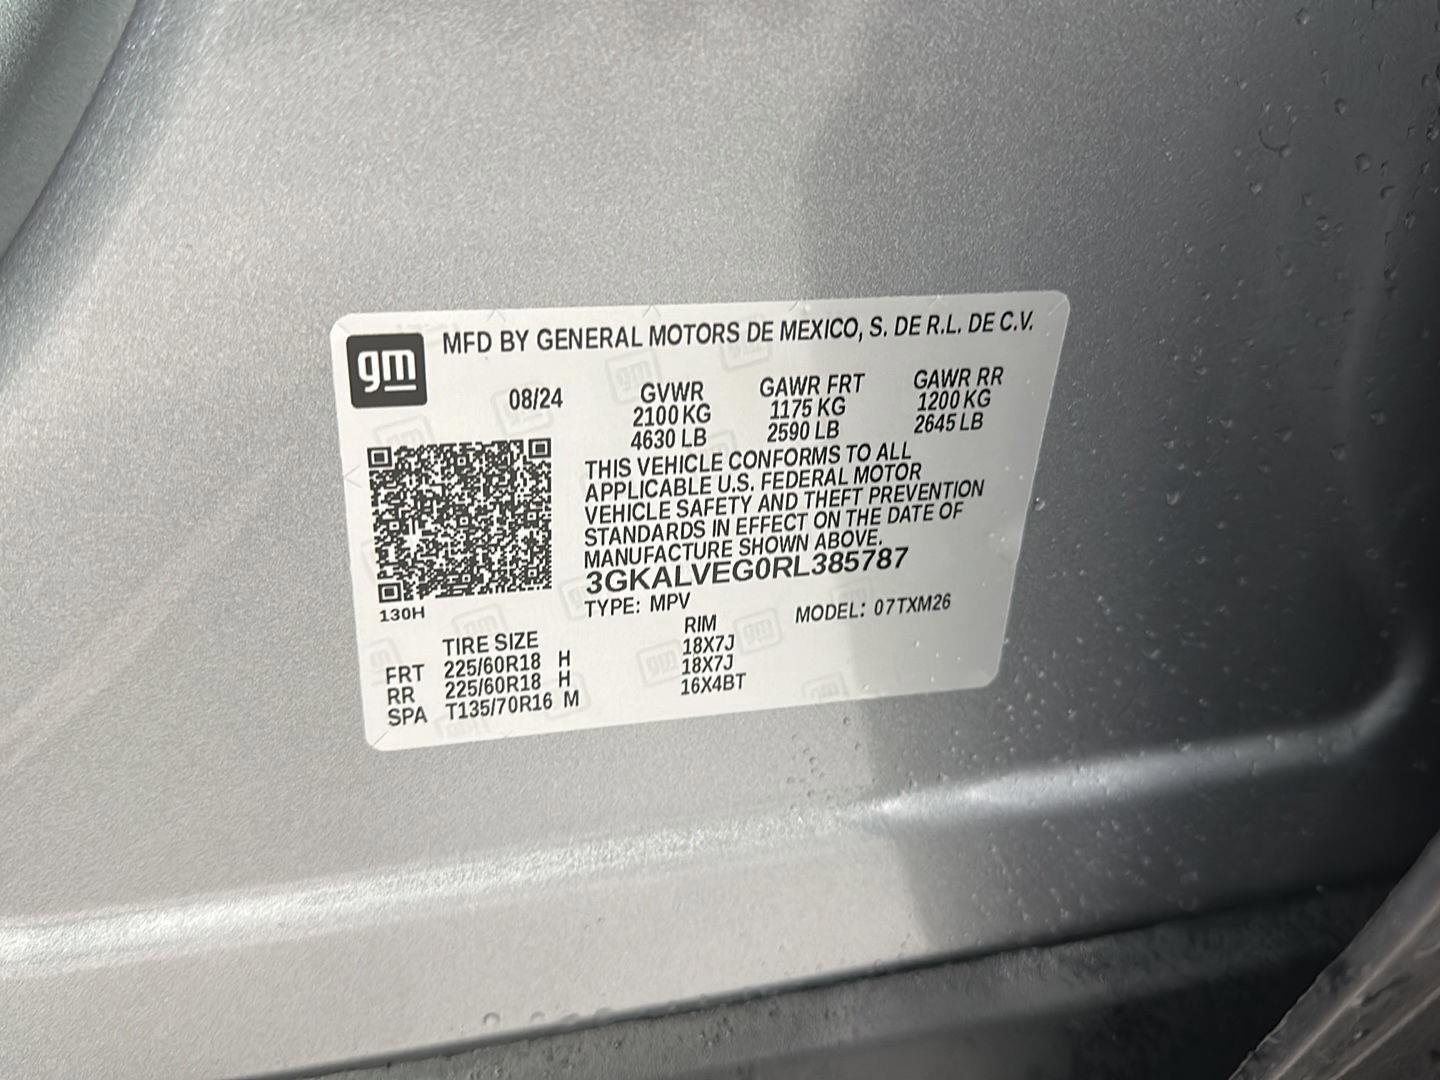 gm MFD BY GENERAL MOTORS DE MEXICO, S. DE R.L. DE C.V.
08/24 GVWR GAWR FRT GAWR RR
2100 KG 1175 KG 1200 KG
4630 LB 2590 LB 2645 LB
THIS VEHICLE CONFORMS TO ALL
APPLICABLE U.S. FEDERAL MOTOR
VEHICLE SAFETY AND THEFT PREVENTION
STANDARDS IN EFFECT ON THE DATE OF
MANUFACTURE SHOWN ABOVE.
3GKALVEG0RL385787
130H TYPE: MPV MODEL: 07TXM26
TIRE SIZE RIM
FRT 225/60R18 H 18X7J
RR 225/60R18 H 18X7J
SPA T135/70R16 M 16X4BT